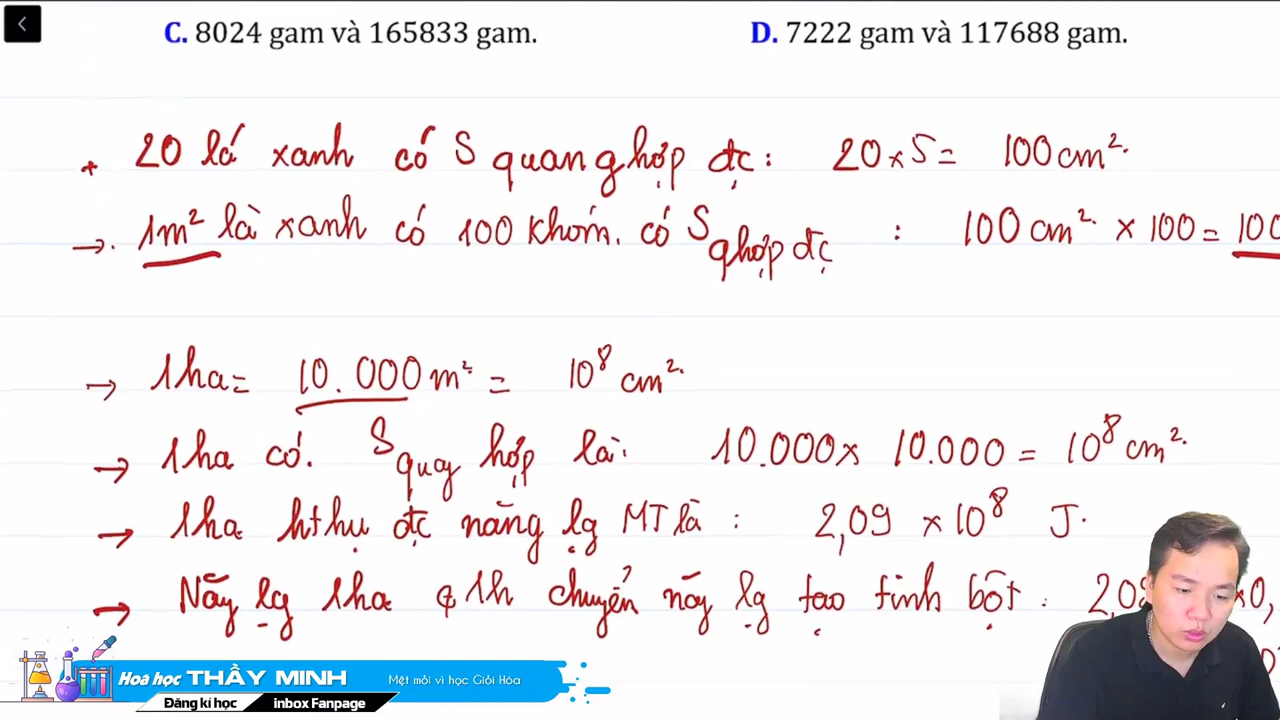 C. 8024 gam và 165833 gam. D. 7222 gam và 117688 gam.
+ 20 lá xanh có S quang hợp đc: 20 x 5 = 100 cm².
→. 1m² là xanh có 100 khóm. có S qhợp đc : 100 cm² x 100 = 100
→ 1ha = 10.000 m² = 10⁸ cm².
→ 1ha có. S quag hợp là: 10.000 x 10.000 = 10⁸ cm².
→ 1ha hthụ đc năng lg MT là : 2,09 x 10⁸ J.
→ Năg lg 1ha q 1h chuyển năg lg tạo tinh bột : x0,
Hoá học THẦY MINH
Mệt mỏi vì học Giỏi Hóa
Đăng kí học inbox Fanpage